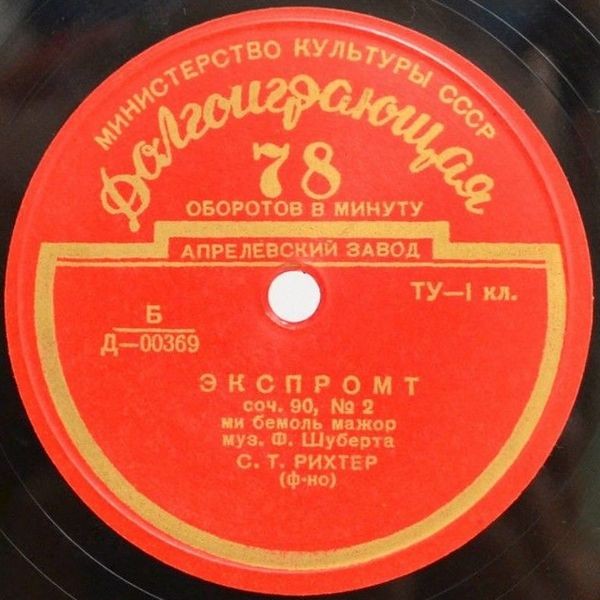 МИНИСТЕРСТВО КУЛЬТУРЫ СССР
Долгоиграющая
78
ОБОРОТОВ В МИНУТУ
АПРЕЛЕВСКИЙ ЗАВОД
ТУ—I кл.
Б
Д—00369
ЭКСПРОМТ
соч. 90, № 2
ми бемоль мажор
муз. Ф. Шуберта
С. Т. РИХТЕР
(ф-но)